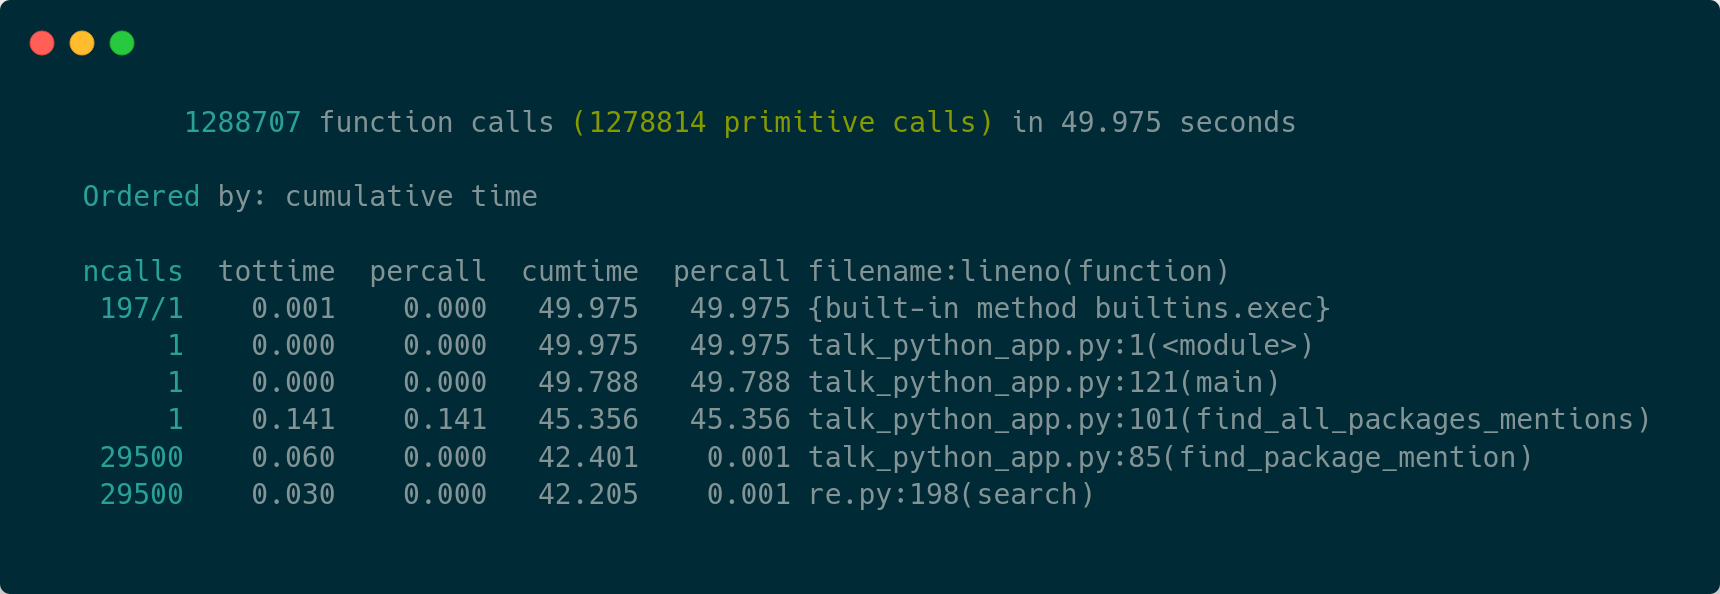 1288707 function calls (1278814 primitive calls) in 49.975 seconds
Ordered by: cumulative time
ncalls tottime percall cumtime percall filename:lineno(function)
197/1 0.001 0.000 49.975 49.975 {built-in method builtins.exec}
1 0.000 0.000 49.975 49.975 talk_python_app.py:1(<module>)
1 0.000 0.000 49.788 49.788 talk_python_app.py:121(main)
1 0.141 0.141 45.356 45.356 talk_python_app.py:101(find_all_packages_mentions)
29500 0.060 0.000 42.401 0.001 talk_python_app.py:85(find_package_mention)
29500 0.030 0.000 42.205 0.001 re.py:198(search)